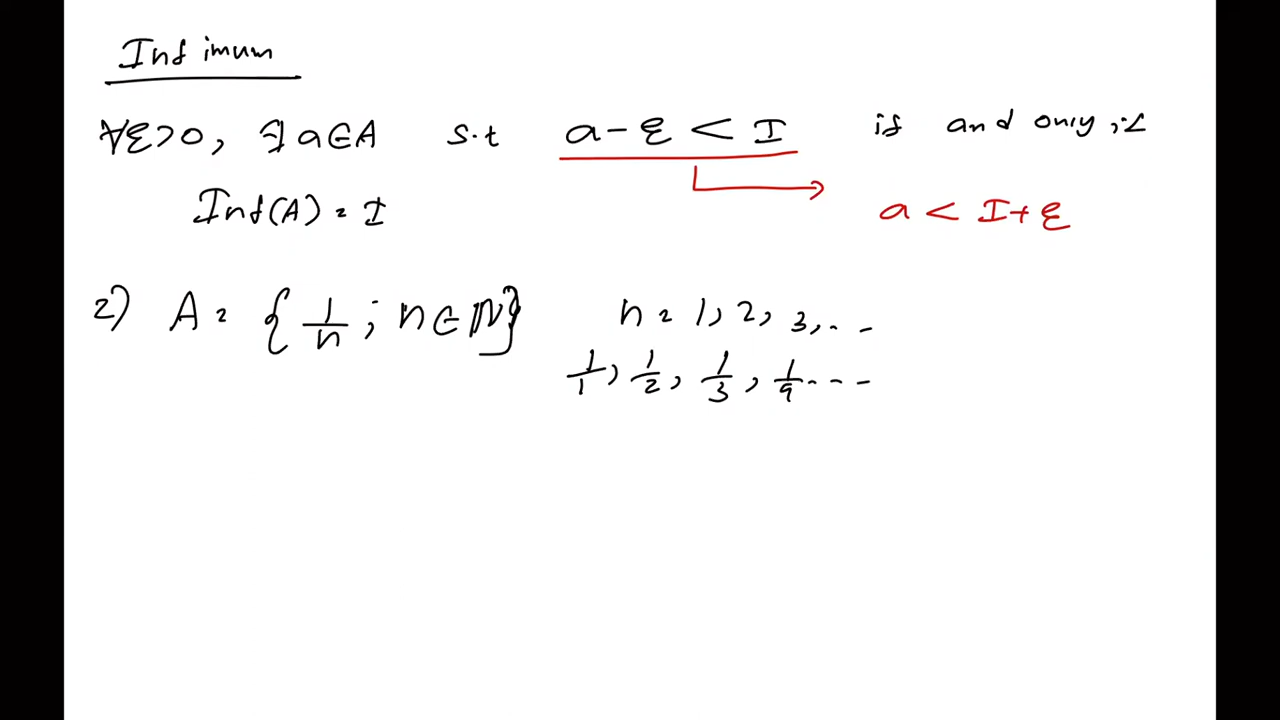 Infimum
∀ε>0, ∃a∈A s.t a-ε < I if and only if
Inf(A) = I a < I+ε
2) A = {1/n ; n∈ℕ} n = 1, 2, 3, ...
1/1, 1/2, 1/3, 1/4 ...